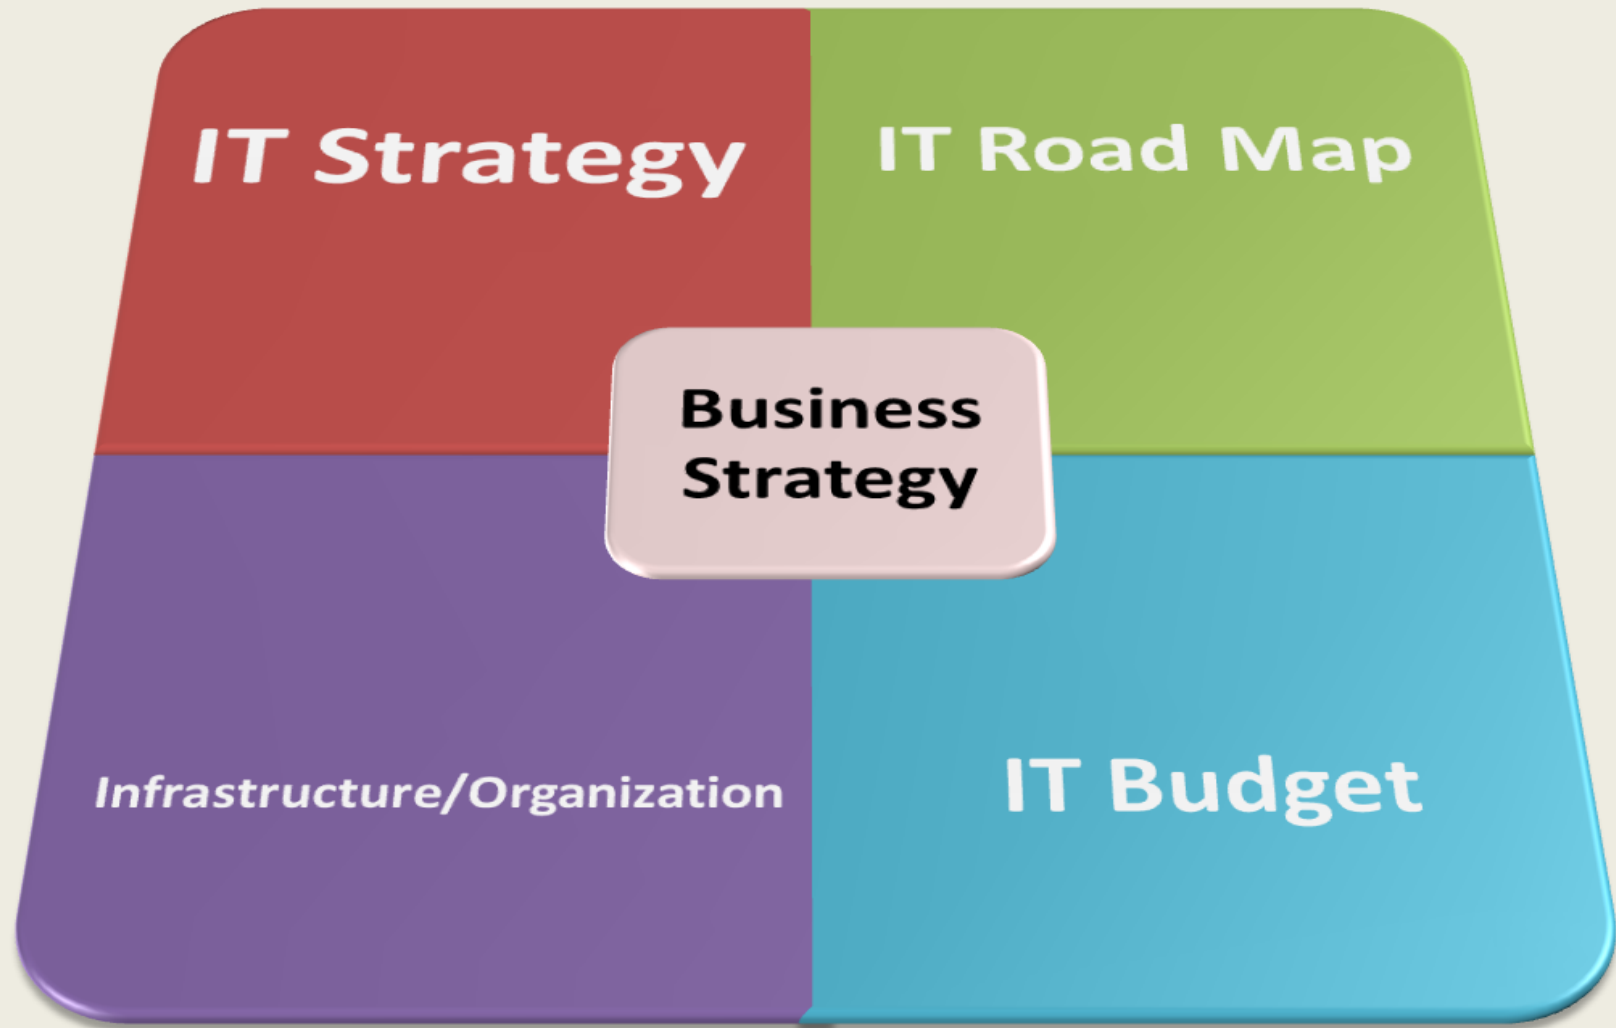 IT Strategy
IT Road Map
Business
Strategy
Infrastructure/Organization
IT Budget